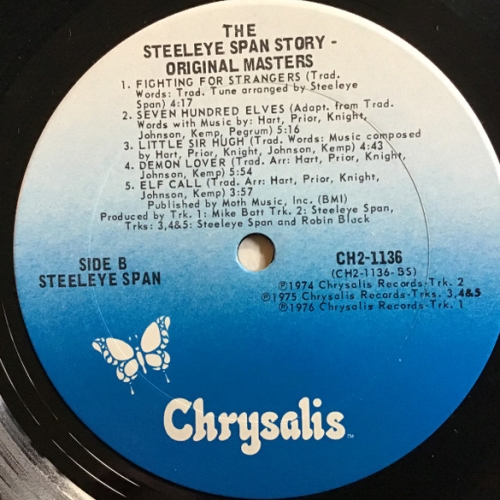 THE
STEELEYE SPAN STORY -
ORIGINAL MASTERS
1. FIGHTING FOR STRANGERS (Trad.
Words: Trad. Tune arranged by Steeleye
Span) 4:17
2. SEVEN HUNDRED ELVES (Adapt. from Trad.
Words with Music by: Hart, Prior, Knight,
Johnson, Kemp, Pegrum) 5:16
3. LITTLE SIR HUGH (Trad. Words: Music composed
by Hart, Prior, Knight, Johnson, Kemp) 4:43
4. DEMON LOVER (Trad. Arr: Hart, Prior, Knight,
Johnson, Kemp) 5:54
5. ELF CALL (Trad. Arr: Hart, Prior, Knight,
Johnson, Kemp) 3:57
Published by Moth Music, Inc. (BMI)
Produced by Trk. 1: Mike Batt Trk. 2: Steeleye Span,
Trks: 3,4&5: Steeleye Span and Robin Black
SIDE B
STEELEYE SPAN
CH2-1136
(CH2-1136-BS)
℗1974 Chrysalis Records-Trk. 2
℗1975 Chrysalis Records-Trks. 3,4&5
℗1976 Chrysalis Records-Trk. 1
Chrysalis™